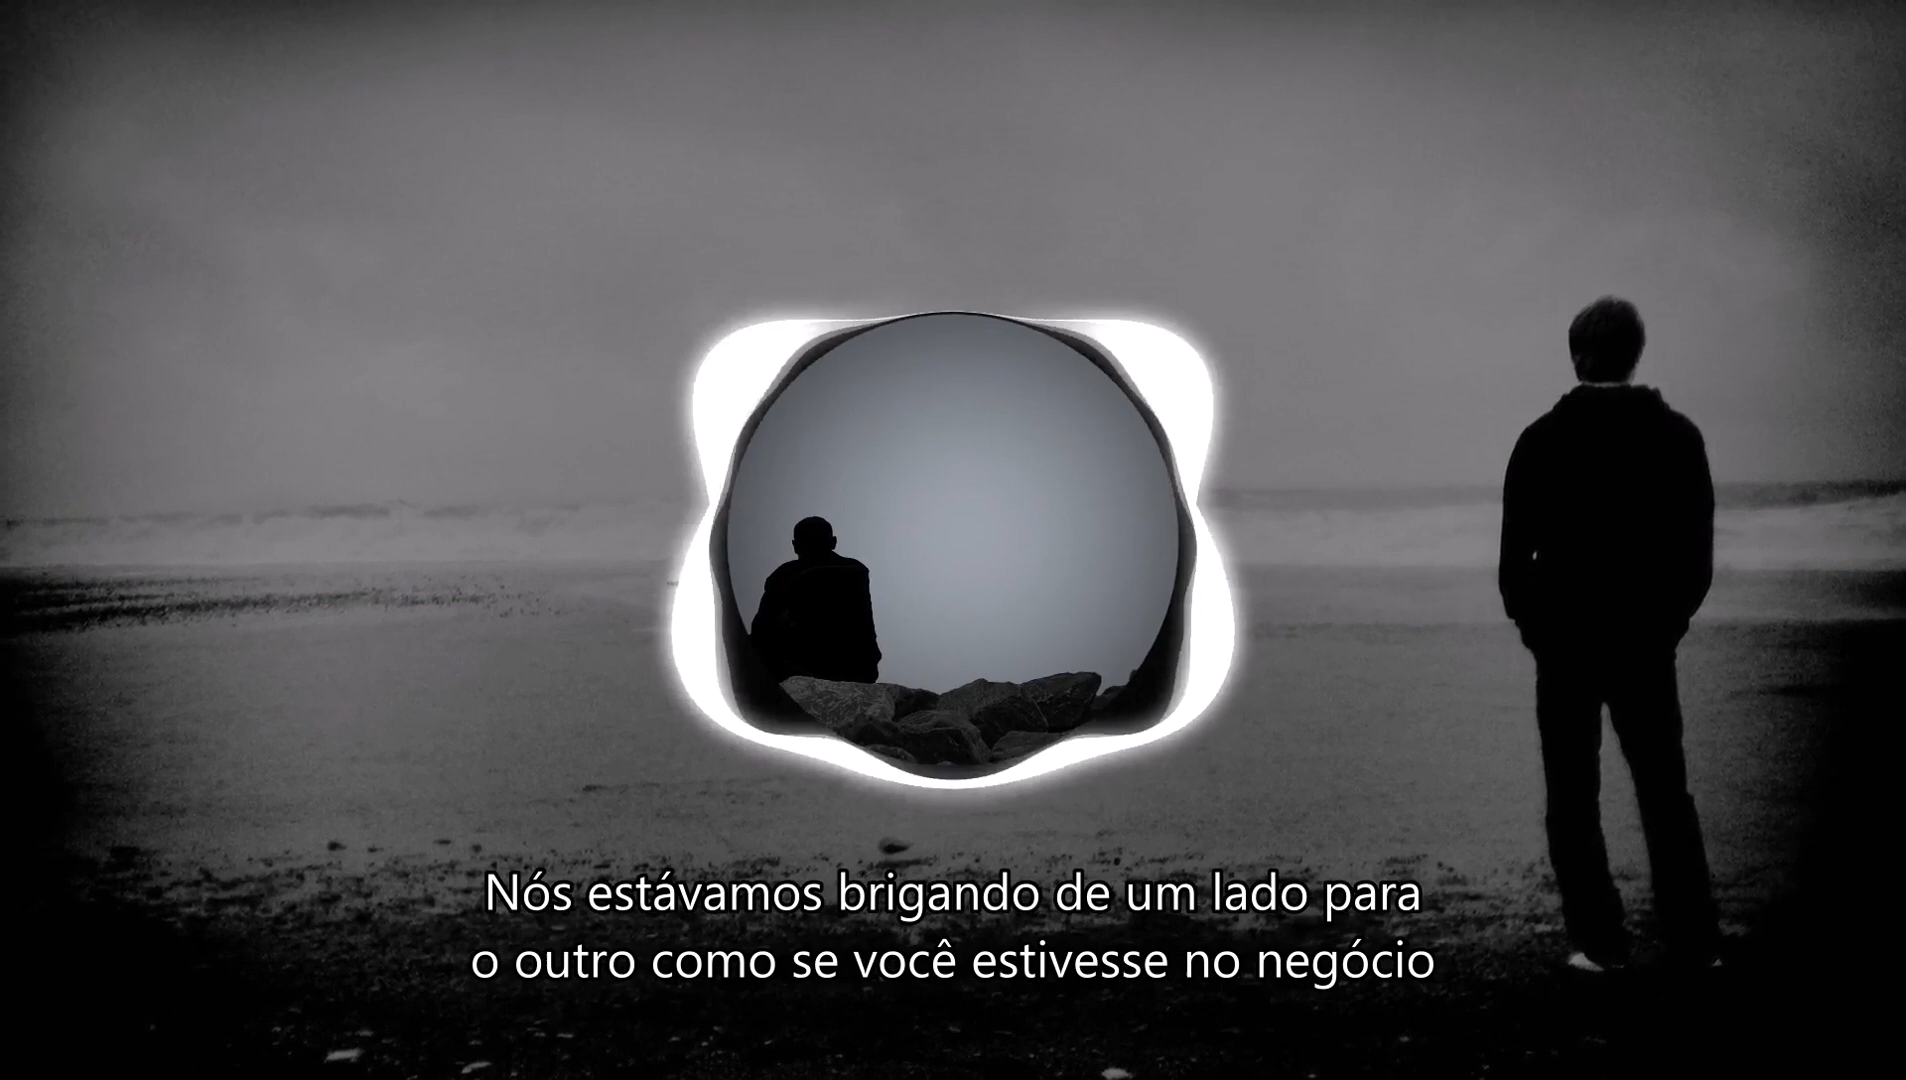 Nós estávamos brigando de um lado para
o outro como se você estivesse no negócio